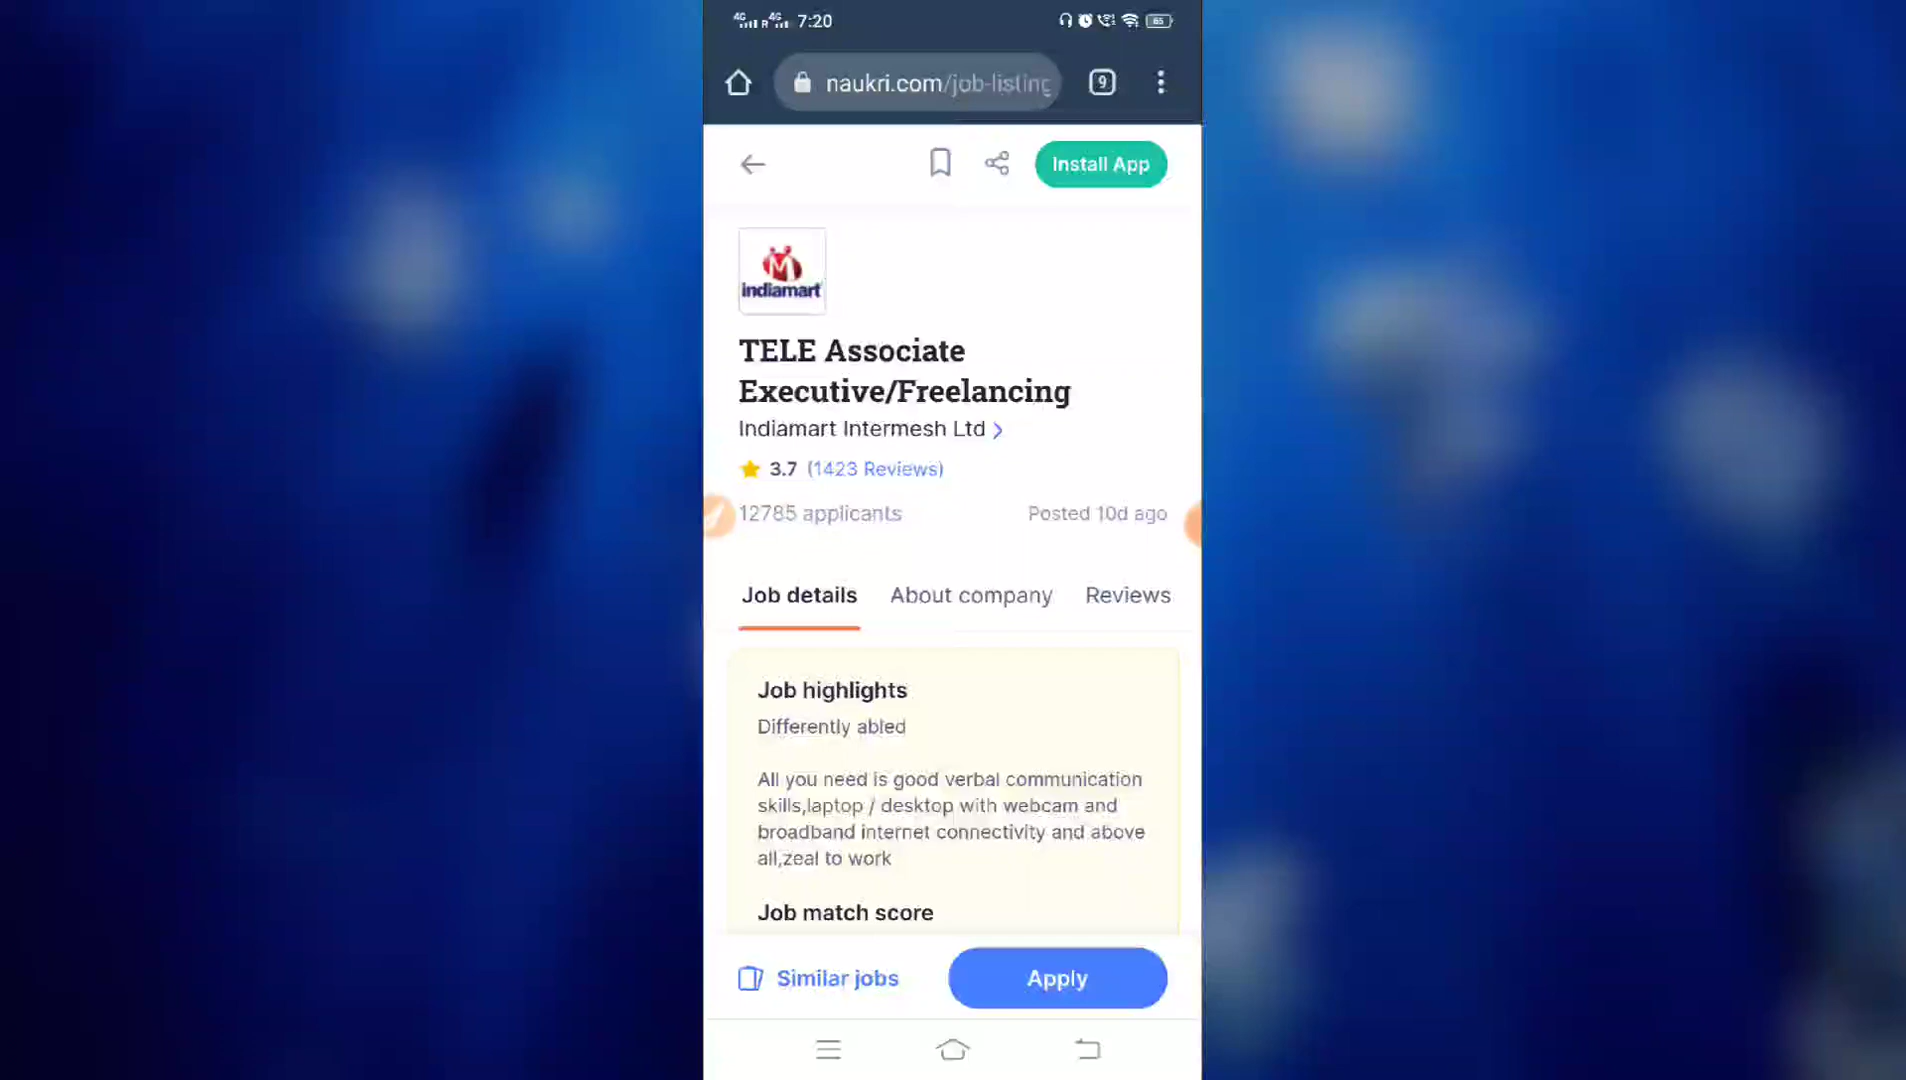 4G R 4G 7:20 65
naukri.com/job-listing 9
Install App
indiamart
TELE Associate
Executive/Freelancing
Indiamart Intermesh Ltd
3.7 (1423 Reviews)
12785 applicants Posted 10d ago
Job details About company Reviews
Job highlights
Differently abled
All you need is good verbal communication
skills,laptop / desktop with webcam and
broadband internet connectivity and above
all,zeal to work
Job match score
Similar jobs Apply